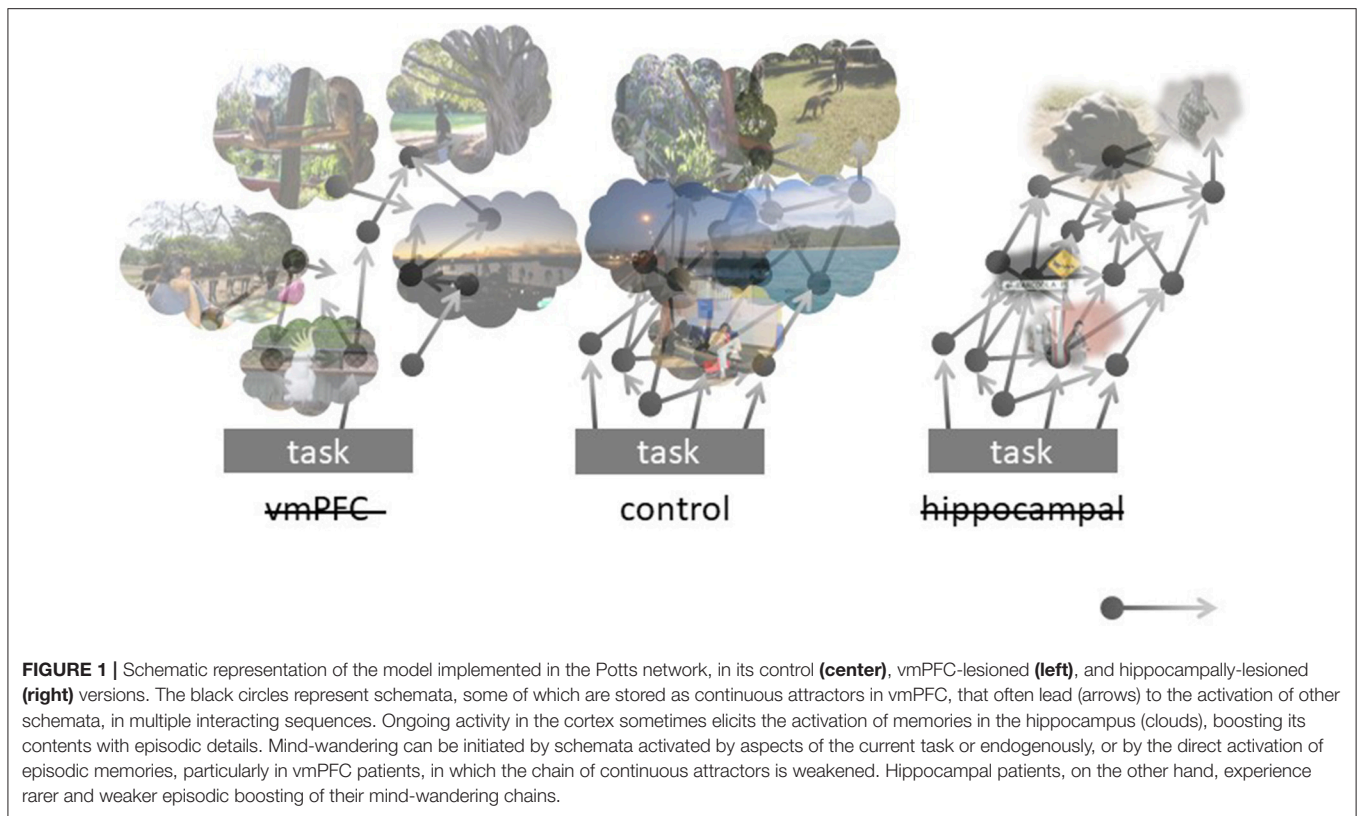 task
task
task
vmPFC
control
hippocampal
FIGURE 1 | Schematic representation of the model implemented in the Potts network, in its control (center), vmPFC-lesioned (left), and hippocampally-lesioned
(right) versions. The black circles represent schemata, some of which are stored as continuous attractors in vmPFC, that often lead (arrows) to the activation of other
schemata, in multiple interacting sequences. Ongoing activity in the cortex sometimes elicits the activation of memories in the hippocampus (clouds), boosting its
contents with episodic details. Mind-wandering can be initiated by schemata activated by aspects of the current task or endogenously, or by the direct activation of
episodic memories, particularly in vmPFC patients, in which the chain of continuous attractors is weakened. Hippocampal patients, on the other hand, experience
rarer and weaker episodic boosting of their mind-wandering chains.